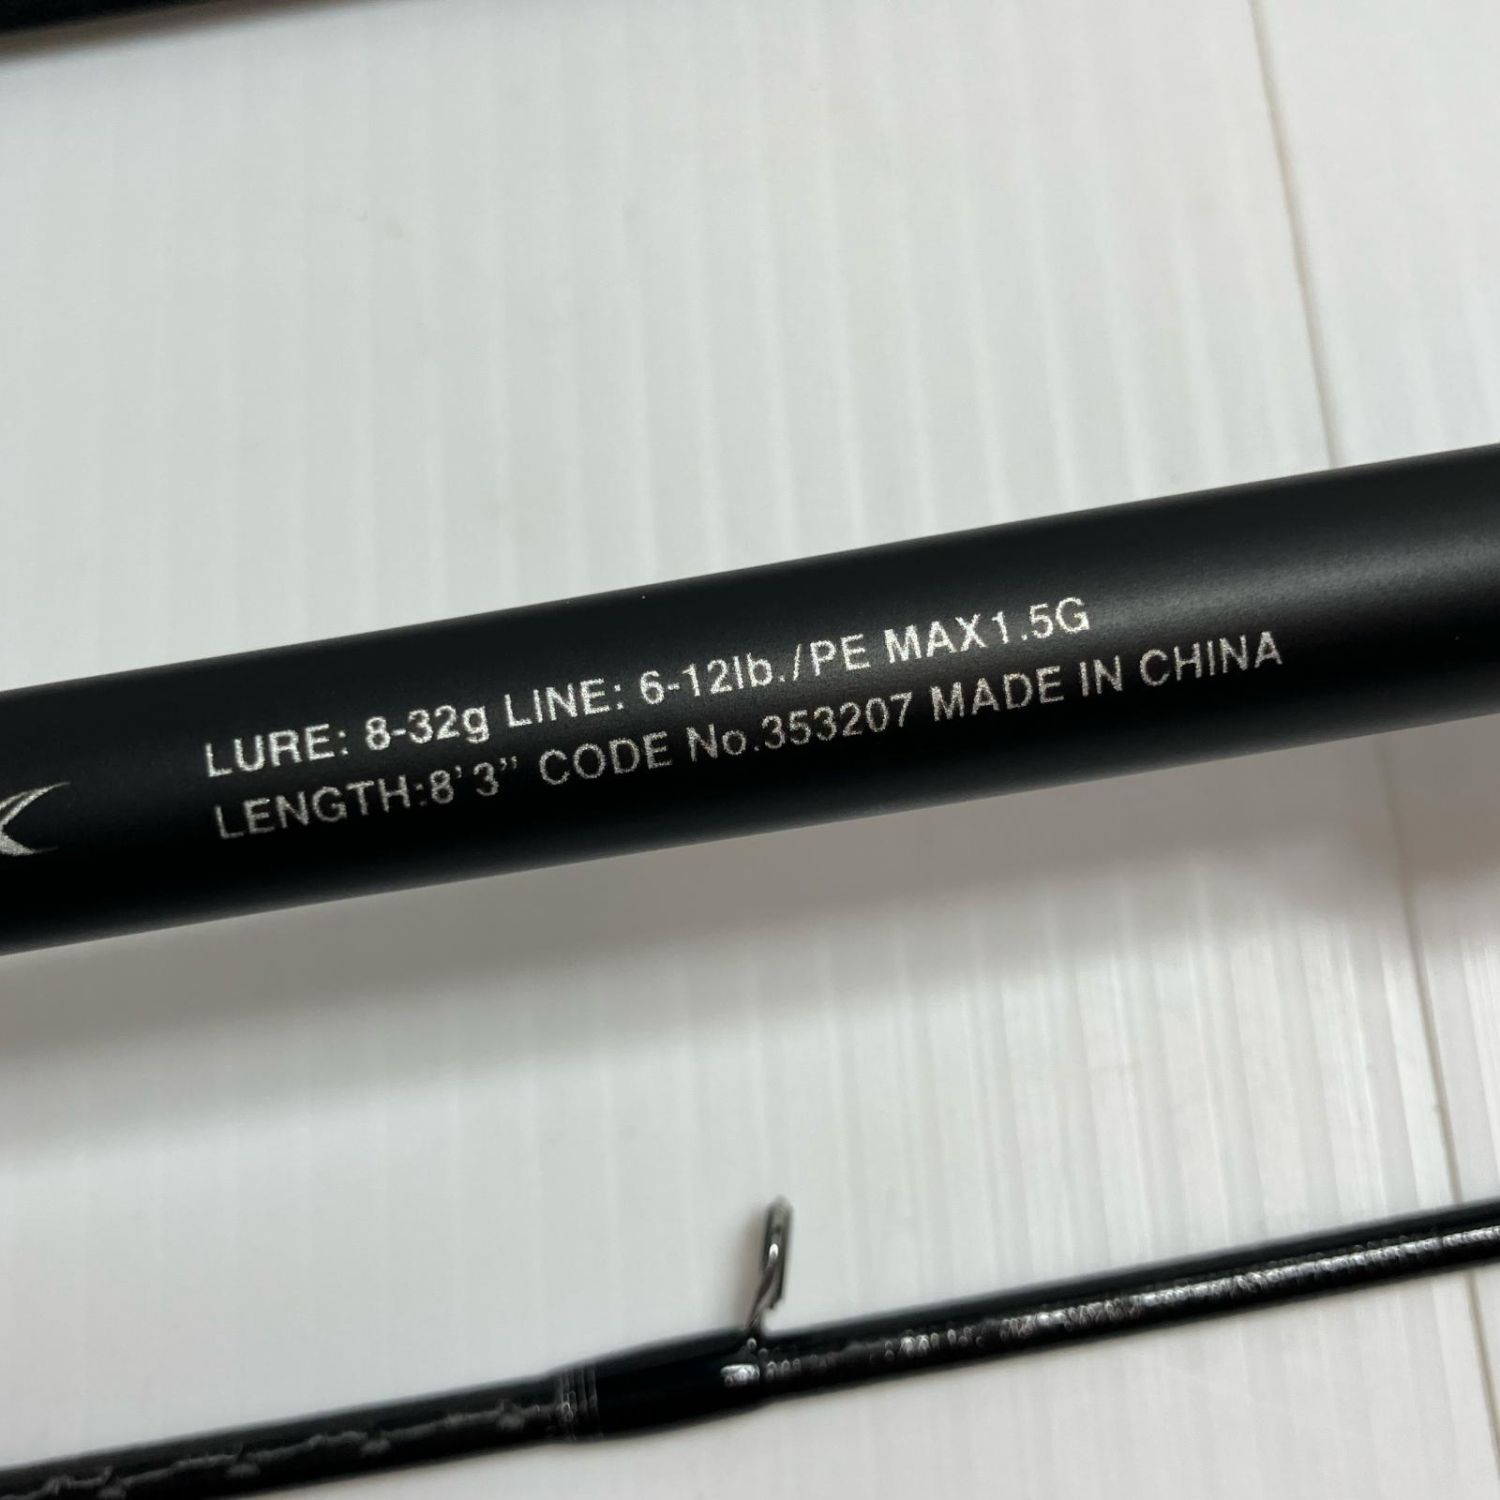 LURE: 8-32g LINE: 6-12lb./PE MAX1.5G
LENGTH:8'3" CODE No.353207 MADE IN CHINA